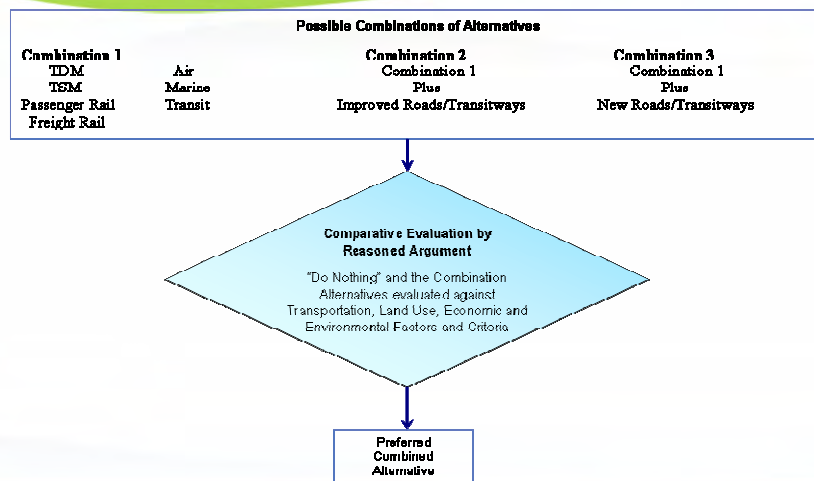 Possible Combinations of Alternatives
Combination 1
TDM
TSM
Passenger Rail
Freight Rail
Air
Marine
Transit
Combination 2
Combination 1
Plus
Improved Roads/Transitways
Combination 3
Combination 1
Plus
New Roads/Transitways
Comparative Evaluation by
Reasoned Argument
"Do Nothing" and the Combination
Alternatives evaluated against
Transportation, Land Use, Economic and
Environmental Factors and Criteria
Preferred
Combined
Alternative